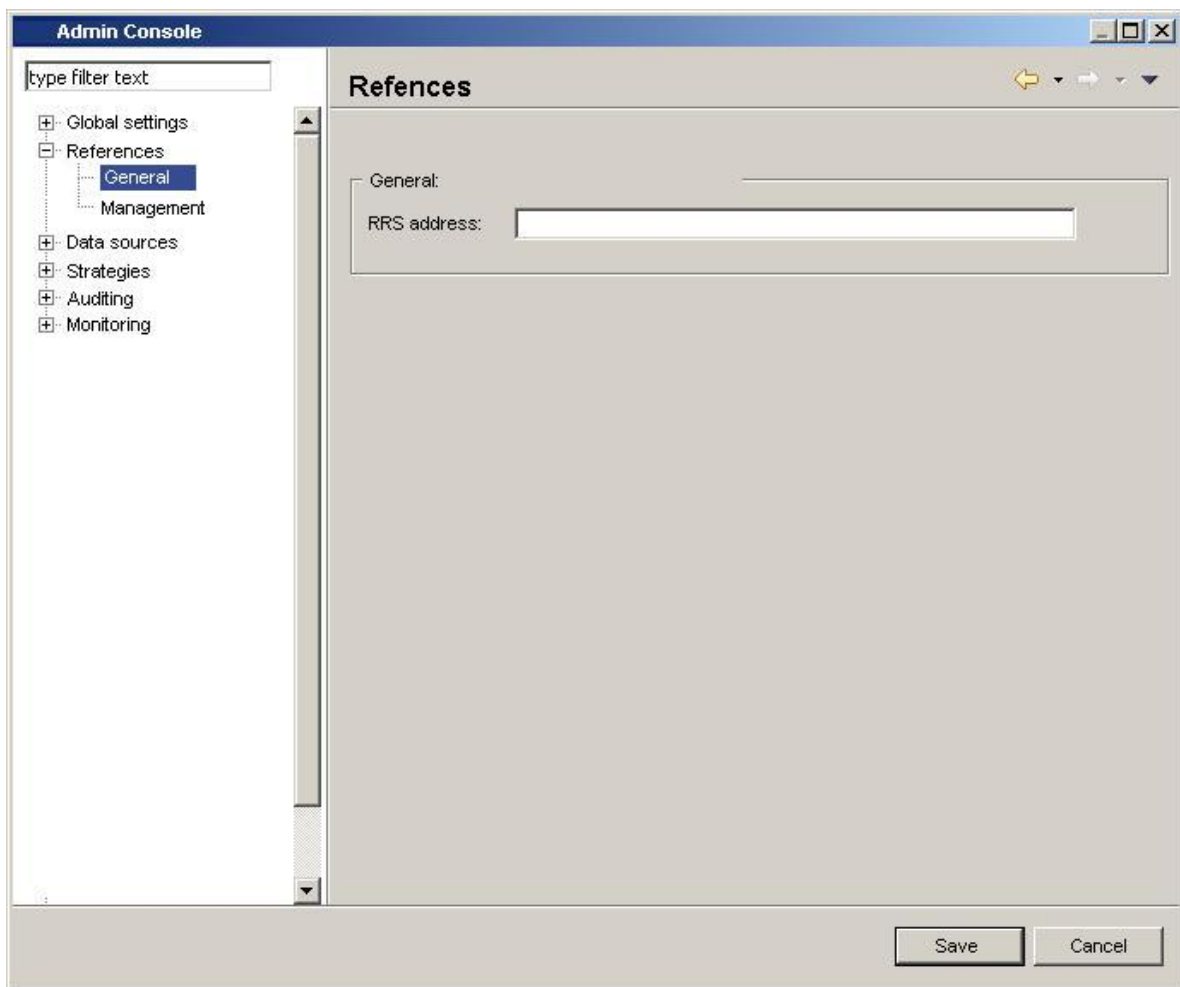 Admin Console
type filter text
Global settings
References
General
Management
Data sources
Strategies
Auditing
Monitoring
Refences
General:
RRS address:
Save
Cancel